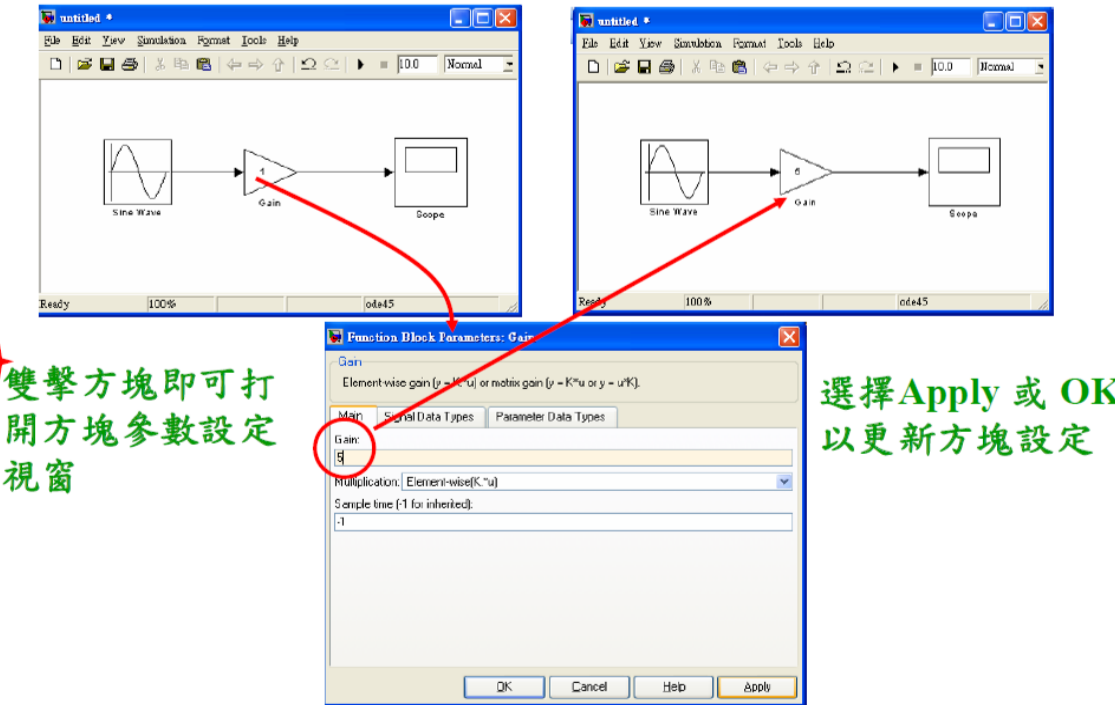 untitled *
File Edit View Simulation Format Tools Help
10.0 Normal
1
Sine Wave
Gain
Scope
Ready 100% ode45
untitled *
File Edit View Simulation Format Tools Help
10.0 Normal
5
Sine Wave
Gain
Scope
Ready 100% ode45
雙擊方塊即可打
開方塊參數設定
視窗
Function Block Parameters: Gain
Gain
Element-wise gain (y = K.*u) or matrix gain (y = K*u or y = u*K).
Main Signal Data Types Parameter Data Types
Gain:
5
Multiplication: Element-wise(K.*u)
Sample time (-1 for inherited):
-1
OK Cancel Help Apply
選擇Apply 或 OK
以更新方塊設定